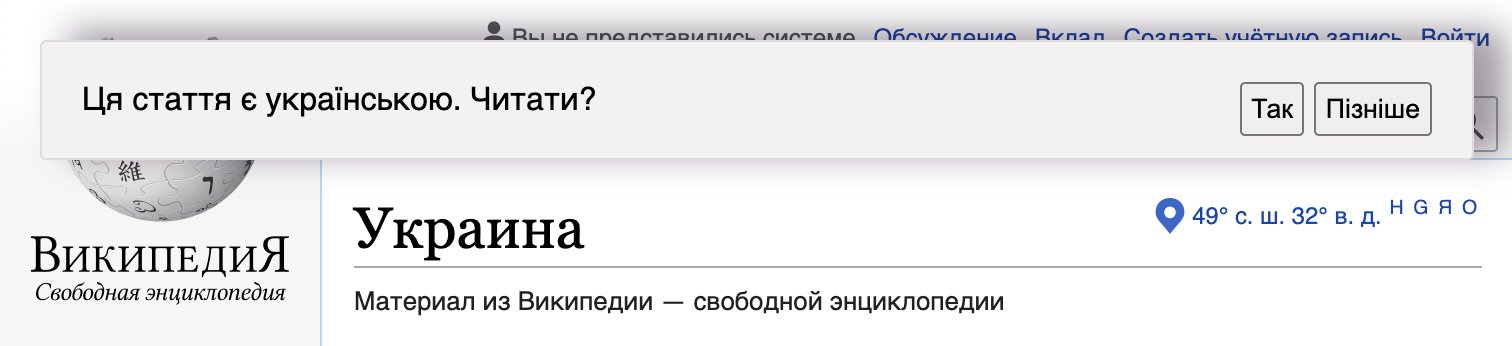 Вы не представились системе Обсуждение Вклад Создать учётную запись Войти
Ця стаття є українською. Читати?
Так Пізніше
維
ВикипедиЯ
Свободная энциклопедия
Украина
49° с. ш. 32° в. д. H G Я O
Материал из Википедии — свободной энциклопедии